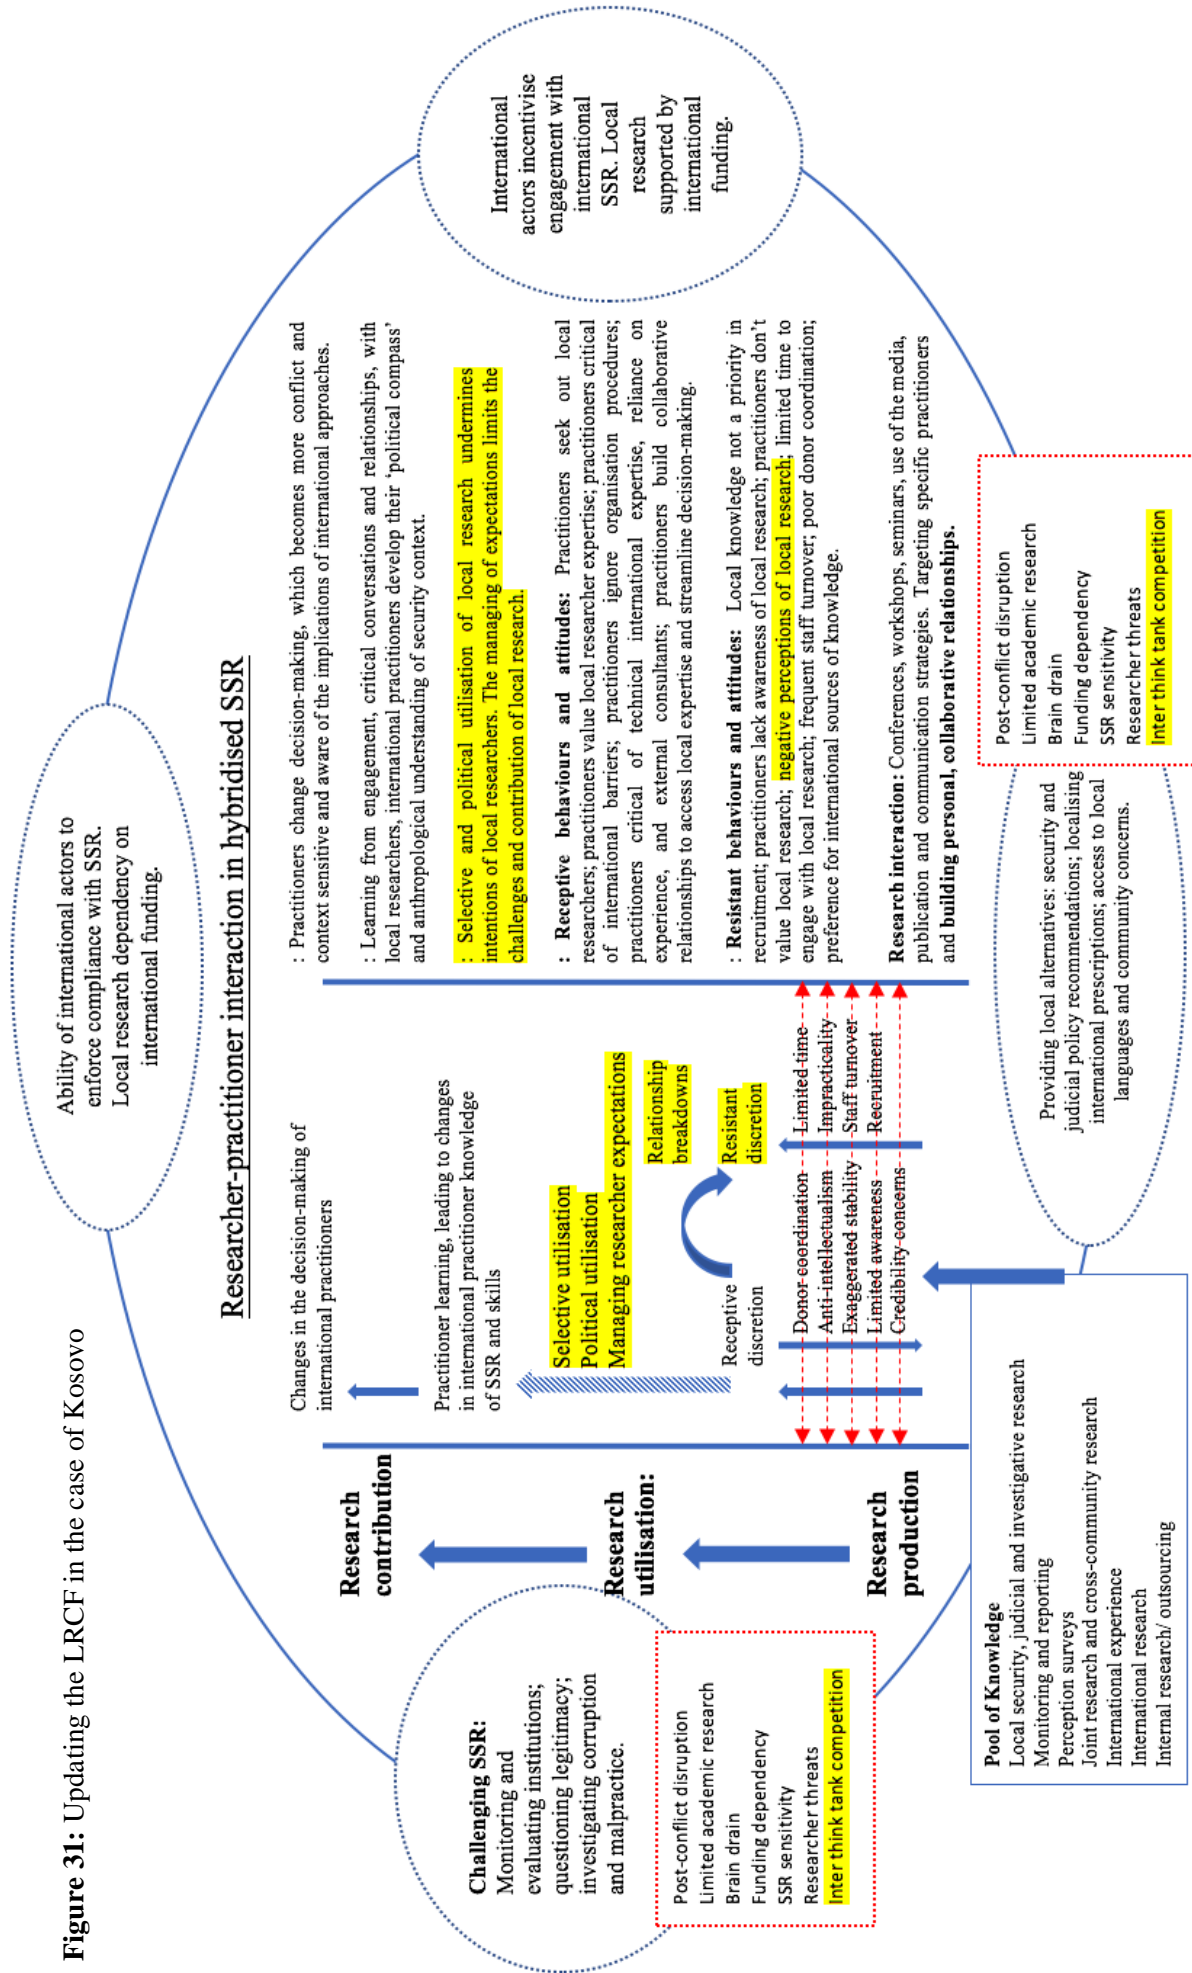 Figure 31: Updating the LRCF in the case of Kosovo
Ability of international actors to
enforce compliance with SSR.
Local research dependency on
international funding.
Researcher-practitioner interaction in hybridised SSR
Challenging SSR:
Monitoring and
evaluating institutions;
questioning legitimacy;
investigating corruption
and malpractice.
Post-conflict disruption
Limited academic research
Brain drain
Funding dependency
SSR sensitivity
Researcher threats
Inter think tank competition
Research
contribution
Research
utilisation:
Research
production
Changes in the decision-making of
international practitioners
Practitioner learning, leading to changes
in international practitioner knowledge
of SSR and skills
Selective utilisation
Political utilisation
Managing researcher expectations
Relationship
breakdowns
Receptive
discretion
Resistant
discretion
Donor coordination Limited time
Anti-intellectualism Impracticality
Exaggerated stability Staff turnover
Limited awareness Recruitment
Credibility concerns
: Practitioners change decision-making, which becomes more conflict and
context sensitive and aware of the implications of international approaches.
: Learning from engagement, critical conversations and relationships, with
local researchers, international practitioners develop their ‘political compass’
and anthropological understanding of security context.
: Selective and political utilisation of local research undermines
intentions of local researchers. The managing of expectations limits the
challenges and contribution of local research.
: Receptive behaviours and attitudes: Practitioners seek out local
researchers; practitioners value local researcher expertise; practitioners critical
of international barriers; practitioners ignore organisation procedures;
practitioners critical of technical international expertise, reliance on
experience, and external consultants; practitioners build collaborative
relationships to access local expertise and streamline decision-making.
: Resistant behaviours and attitudes: Local knowledge not a priority in
recruitment; practitioners lack awareness of local research; practitioners don’t
value local research; negative perceptions of local research; limited time to
engage with local research; frequent staff turnover; poor donor coordination;
preference for international sources of knowledge.
Research interaction: Conferences, workshops, seminars, use of the media,
publication and communication strategies. Targeting specific practitioners
and building personal, collaborative relationships.
International
actors incentivise
engagement with
international
SSR. Local
research
supported by
international
funding.
Pool of Knowledge
Local security, judicial and investigative research
Monitoring and reporting
Perception surveys
Joint research and cross-community research
International experience
International research
Internal research/ outsourcing
Providing local alternatives: security and
judicial policy recommendations; localising
international prescriptions; access to local
languages and community concerns.
Post-conflict disruption
Limited academic research
Brain drain
Funding dependency
SSR sensitivity
Researcher threats
Inter think tank competition